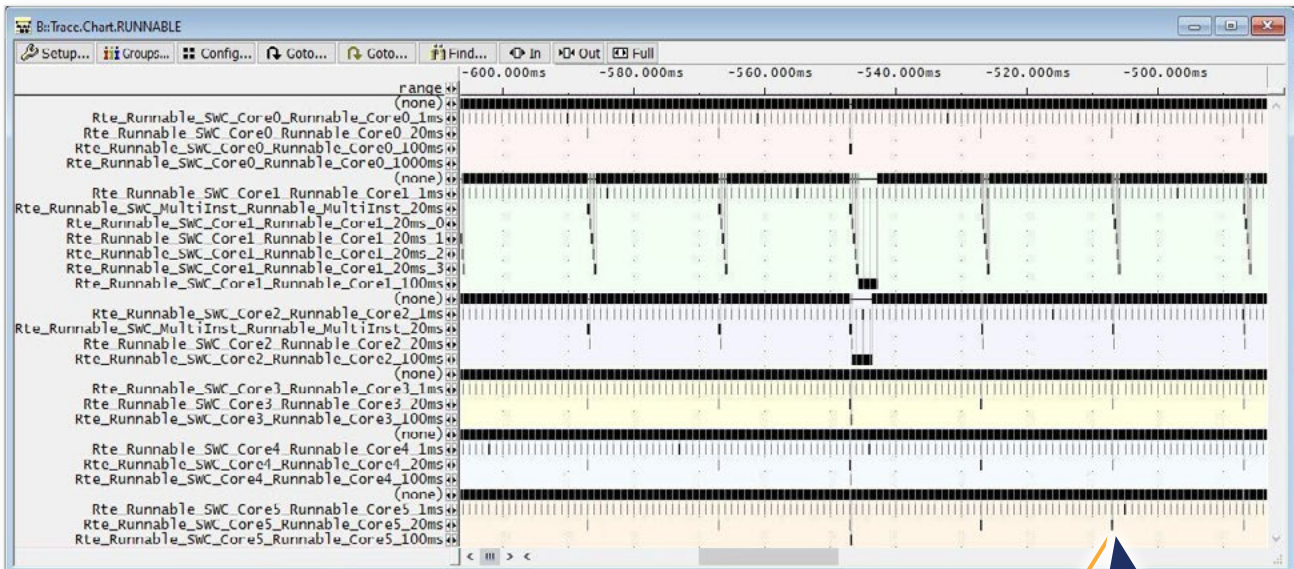 B::Trace.Chart.RUNNABLE
Setup... Groups... Config... Goto... Goto... Find... In Out Full
-600.000ms -580.000ms -560.000ms -540.000ms -520.000ms -500.000ms
range
(none)
Rte_Runnable_SWC_Core0_Runnable_Core0_1ms
Rte_Runnable_SWC_Core0_Runnable_Core0_20ms
Rte_Runnable_SWC_Core0_Runnable_Core0_100ms
Rte_Runnable_SWC_Core0_Runnable_Core0_1000ms
(none)
Rte_Runnable_SWC_Core1_Runnable_Core1_1ms
Rte_Runnable_SWC_MultiInst_Runnable_MultiInst_20ms
Rte_Runnable_SWC_Core1_Runnable_Core1_20ms_0
Rte_Runnable_SWC_Core1_Runnable_Core1_20ms_1
Rte_Runnable_SWC_Core1_Runnable_Core1_20ms_2
Rte_Runnable_SWC_Core1_Runnable_Core1_20ms_3
Rte_Runnable_SWC_Core1_Runnable_Core1_100ms
(none)
Rte_Runnable_SWC_Core2_Runnable_Core2_1ms
Rte_Runnable_SWC_MultiInst_Runnable_MultiInst_20ms
Rte_Runnable_SWC_Core2_Runnable_Core2_20ms
Rte_Runnable_SWC_Core2_Runnable_Core2_100ms
(none)
Rte_Runnable_SWC_Core3_Runnable_Core3_1ms
Rte_Runnable_SWC_Core3_Runnable_Core3_20ms
Rte_Runnable_SWC_Core3_Runnable_Core3_100ms
(none)
Rte_Runnable_SWC_Core4_Runnable_Core4_1ms
Rte_Runnable_SWC_Core4_Runnable_Core4_20ms
Rte_Runnable_SWC_Core4_Runnable_Core4_100ms
(none)
Rte_Runnable_SWC_Core5_Runnable_Core5_1ms
Rte_Runnable_SWC_Core5_Runnable_Core5_20ms
Rte_Runnable_SWC_Core5_Runnable_Core5_100ms